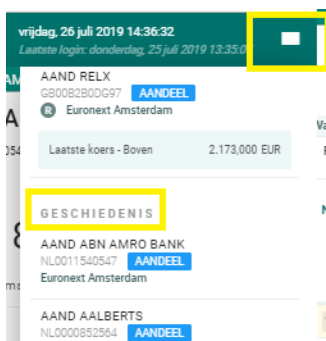 vrijdag, 26 juli 2019 14:36:32
Laatste login: donderdag, 25 juli 2019 13:35:0
AAND RELX
GB00B2B0DG97 AANDEEL
R Euronext Amsterdam
Laatste koers - Boven 2.173,000 EUR
GESCHIEDENIS
AAND ABN AMRO BANK
NL0011540547 AANDEEL
Euronext Amsterdam
AAND AALBERTS
NL0000852564 AANDEEL